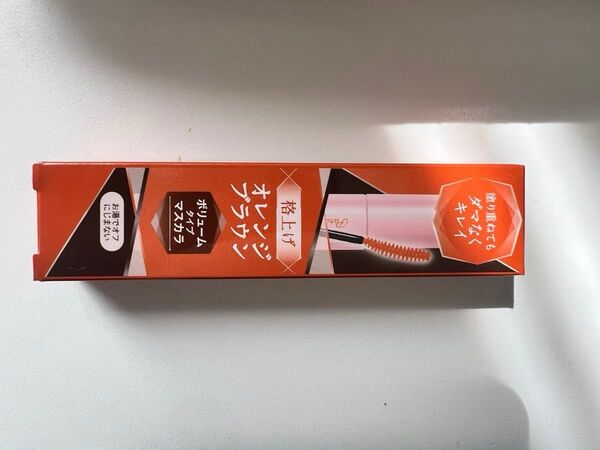 塗り重ねても
ダマなく
キレイ
Para
格上げ
オレンジ
ブラウン
ボリューム
タイプ
マスカラ
お湯でオフ
にじまない